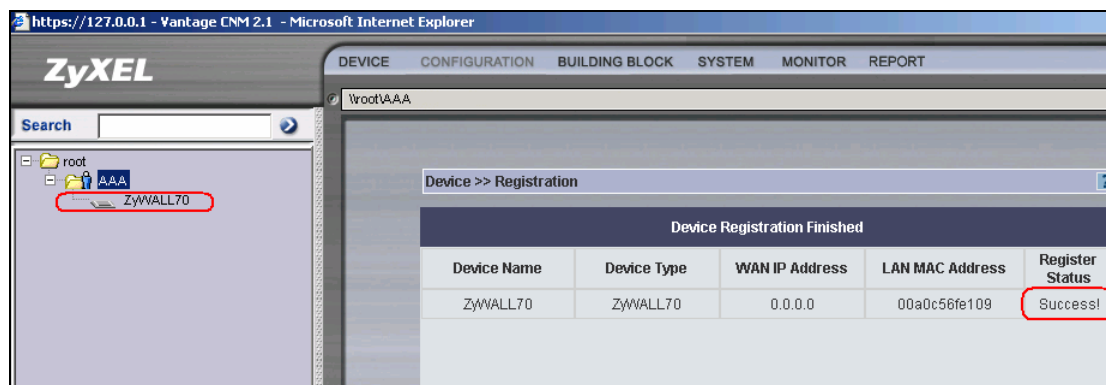 https://127.0.0.1 - Vantage CNM 2.1 - Microsoft Internet Explorer
ZyXEL
DEVICE CONFIGURATION BUILDING BLOCK SYSTEM MONITOR REPORT
\\root\AAA
Search
root
AAA
ZyWALL70
Device >> Registration
Device Registration Finished
Device Name Device Type WAN IP Address LAN MAC Address Register Status
ZyWALL70 ZyWALL70 0.0.0.0 00a0c56fe109 Success!